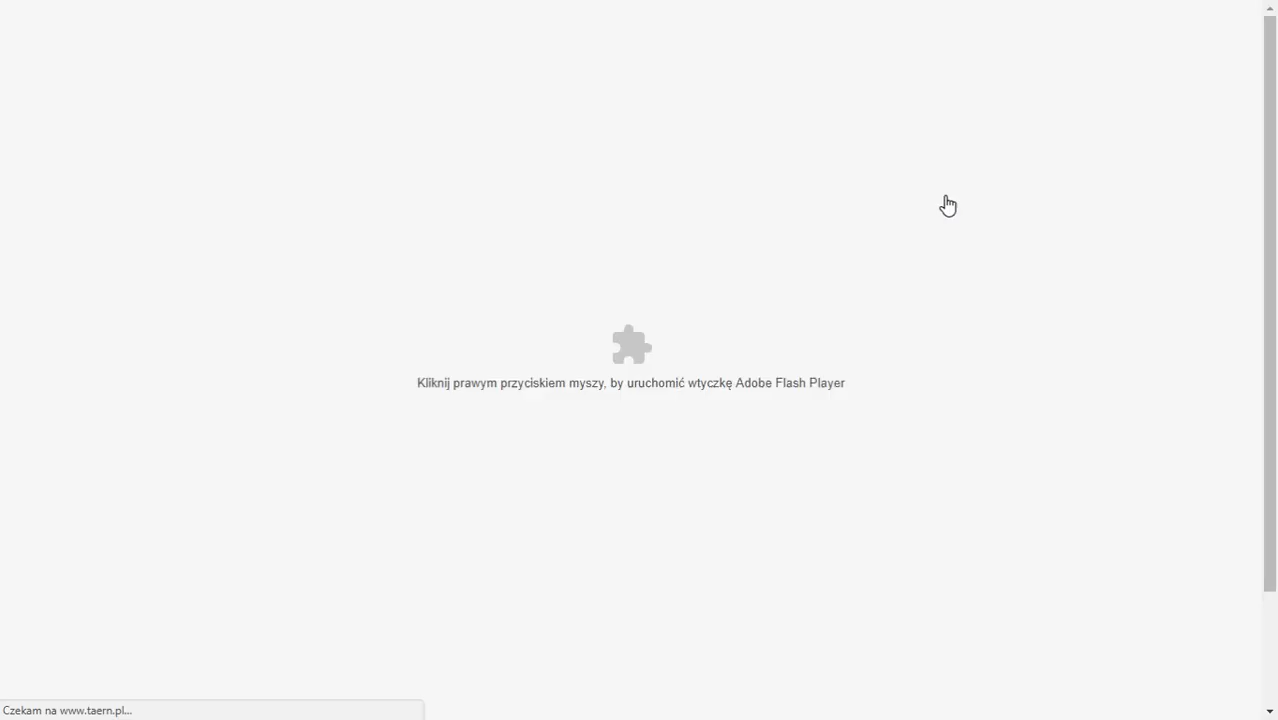 Kliknij prawym przyciskiem myszy, by uruchomić wtyczkę Adobe Flash Player
Czekam na www.taern.pl...